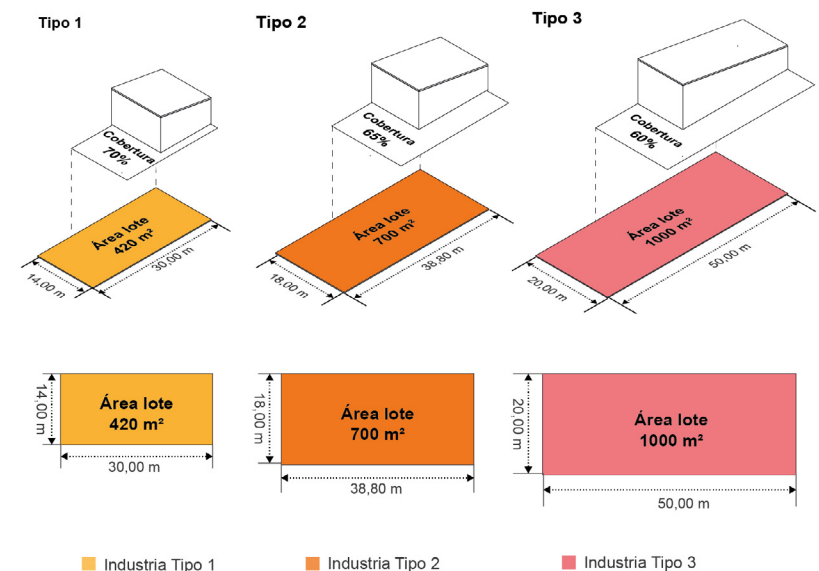 Tipo 1
Tipo 2
Tipo 3
Cobertura
70%
Cobertura
65%
Cobertura
60%
Área lote
420 m²
14,00 m
30,00 m
Área lote
700 m²
18,00 m
38,80 m
Área lote
1000 m²
20,00 m
50,00 m
14,00 m
Área lote
420 m²
30,00 m
18,00 m
Área lote
700 m²
38,80 m
20,00 m
Área lote
1000 m²
50,00 m
Industria Tipo 1
Industria Tipo 2
Industria Tipo 3